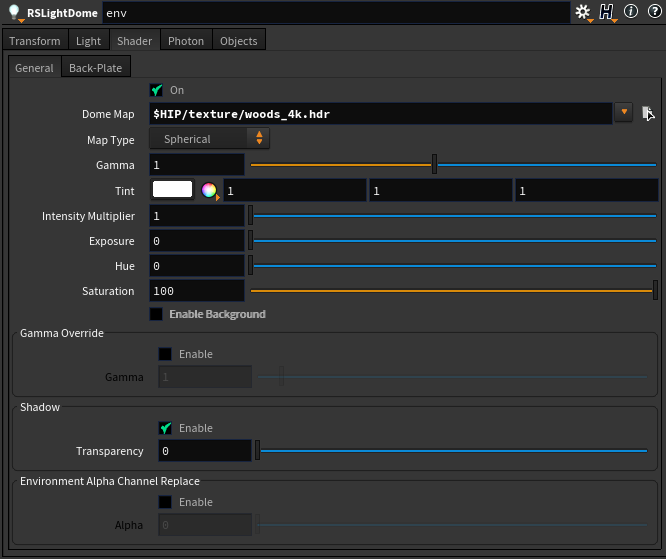 RSLightDome env
Transform Light Shader Photon Objects
General Back-Plate
On
Dome Map $HIP/texture/woods_4k.hdr
Map Type Spherical
Gamma 1
Tint 1 1 1
Intensity Multiplier 1
Exposure 0
Hue 0
Saturation 100
Enable Background
Gamma Override
Enable
Gamma 1
Shadow
Enable
Transparency 0
Environment Alpha Channel Replace
Enable
Alpha 0